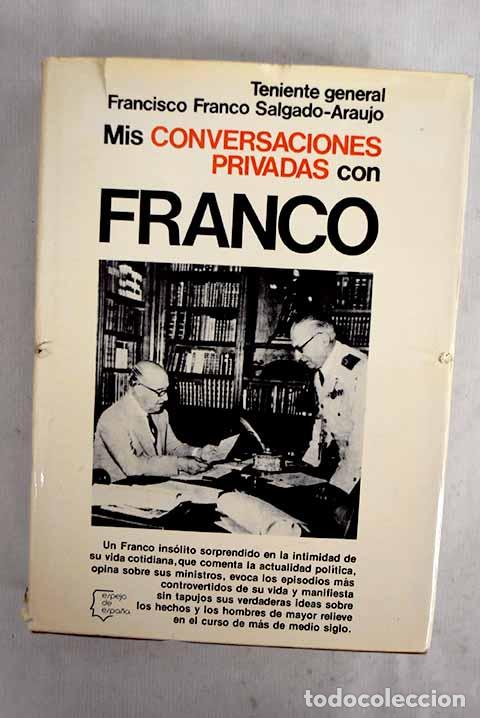 Teniente general
Francisco Franco Salgado-Araujo
Mis CONVERSACIONES
PRIVADAS con
FRANCO
Un Franco insólito sorprendido en la intimidad de
su vida cotidiana, que comenta la actualidad política,
opina sobre sus ministros, evoca los episodios más
controvertidos de su vida y manifiesta
sin tapujos sus verdaderas ideas sobre
los hechos y los hombres de mayor relieve
en el curso de más de medio siglo.
espejo
de
españa
todocoleccion